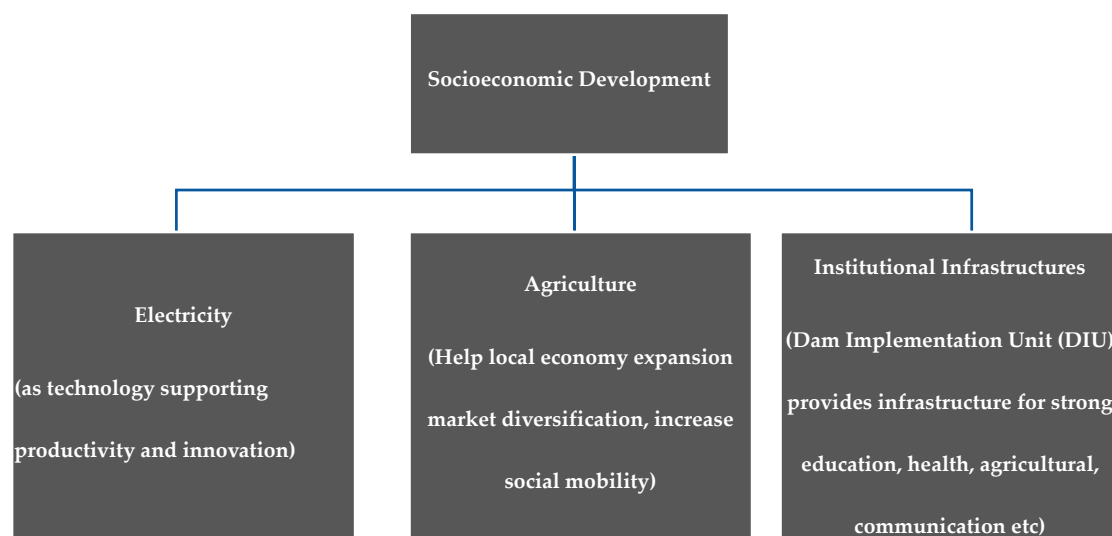 Socioeconomic Development
Electricity
(as technology supporting
productivity and innovation)
Agriculture
(Help local economy expansion
market diversification, increase
social mobility)
Institutional Infrastructures
(Dam Implementation Unit (DIU)
provides infrastructure for strong
education, health, agricultural,
communication etc)